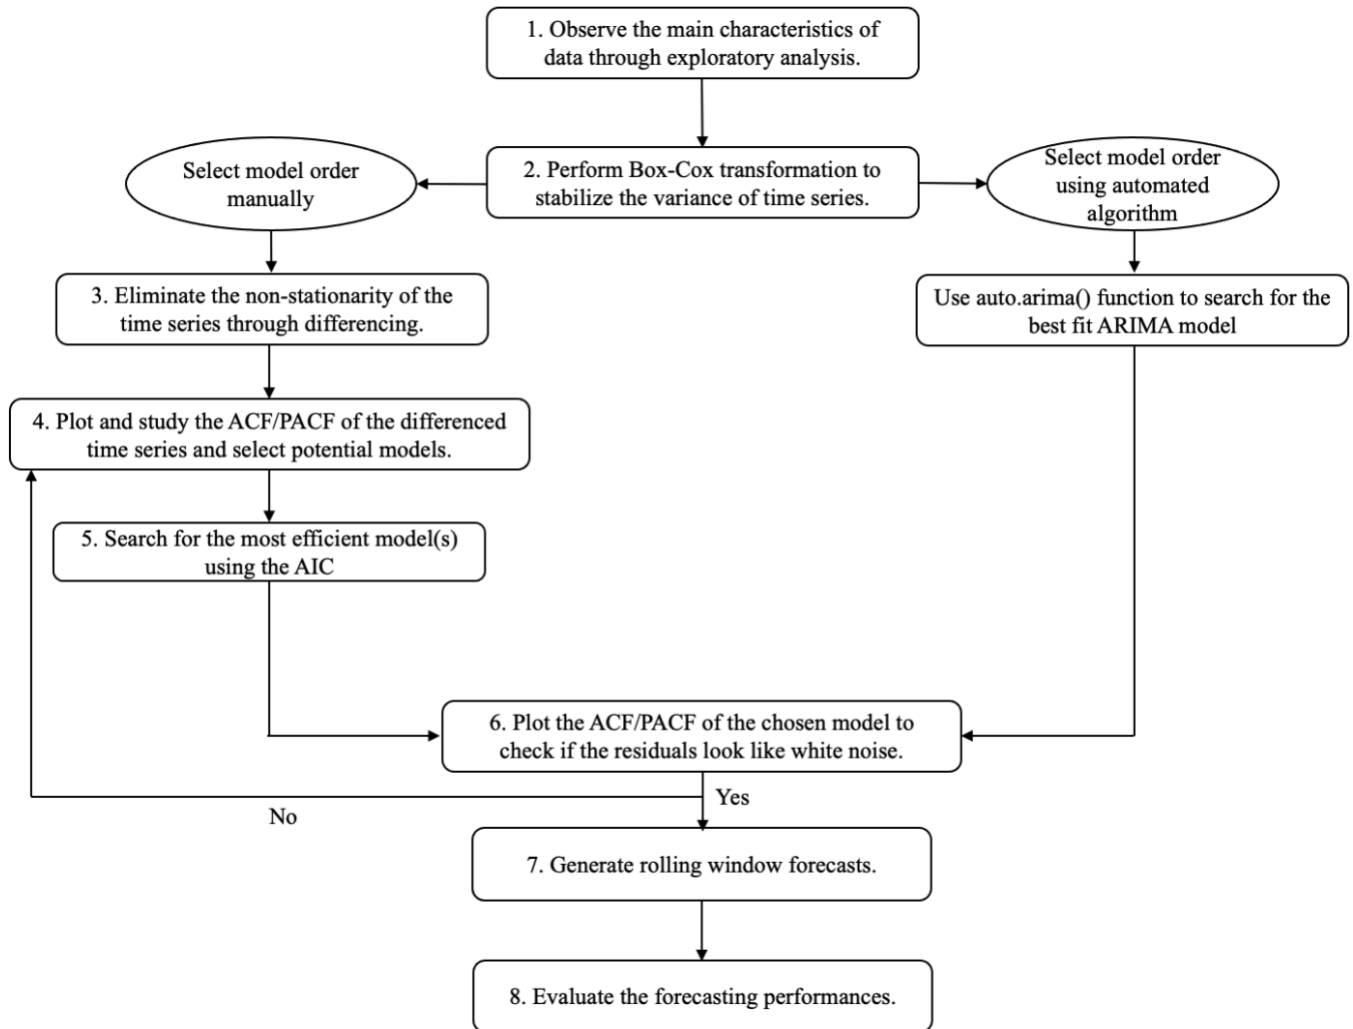 1. Observe the main characteristics of
data through exploratory analysis.
Select model order
manually
2. Perform Box-Cox transformation to
stabilize the variance of time series.
Select model order
using automated
algorithm
3. Eliminate the non-stationarity of the
time series through differencing.
Use auto.arima() function to search for the
best fit ARIMA model
4. Plot and study the ACF/PACF of the differenced
time series and select potential models.
5. Search for the most efficient model(s)
using the AIC
6. Plot the ACF/PACF of the chosen model to
check if the residuals look like white noise.
Yes
No
7. Generate rolling window forecasts.
8. Evaluate the forecasting performances.